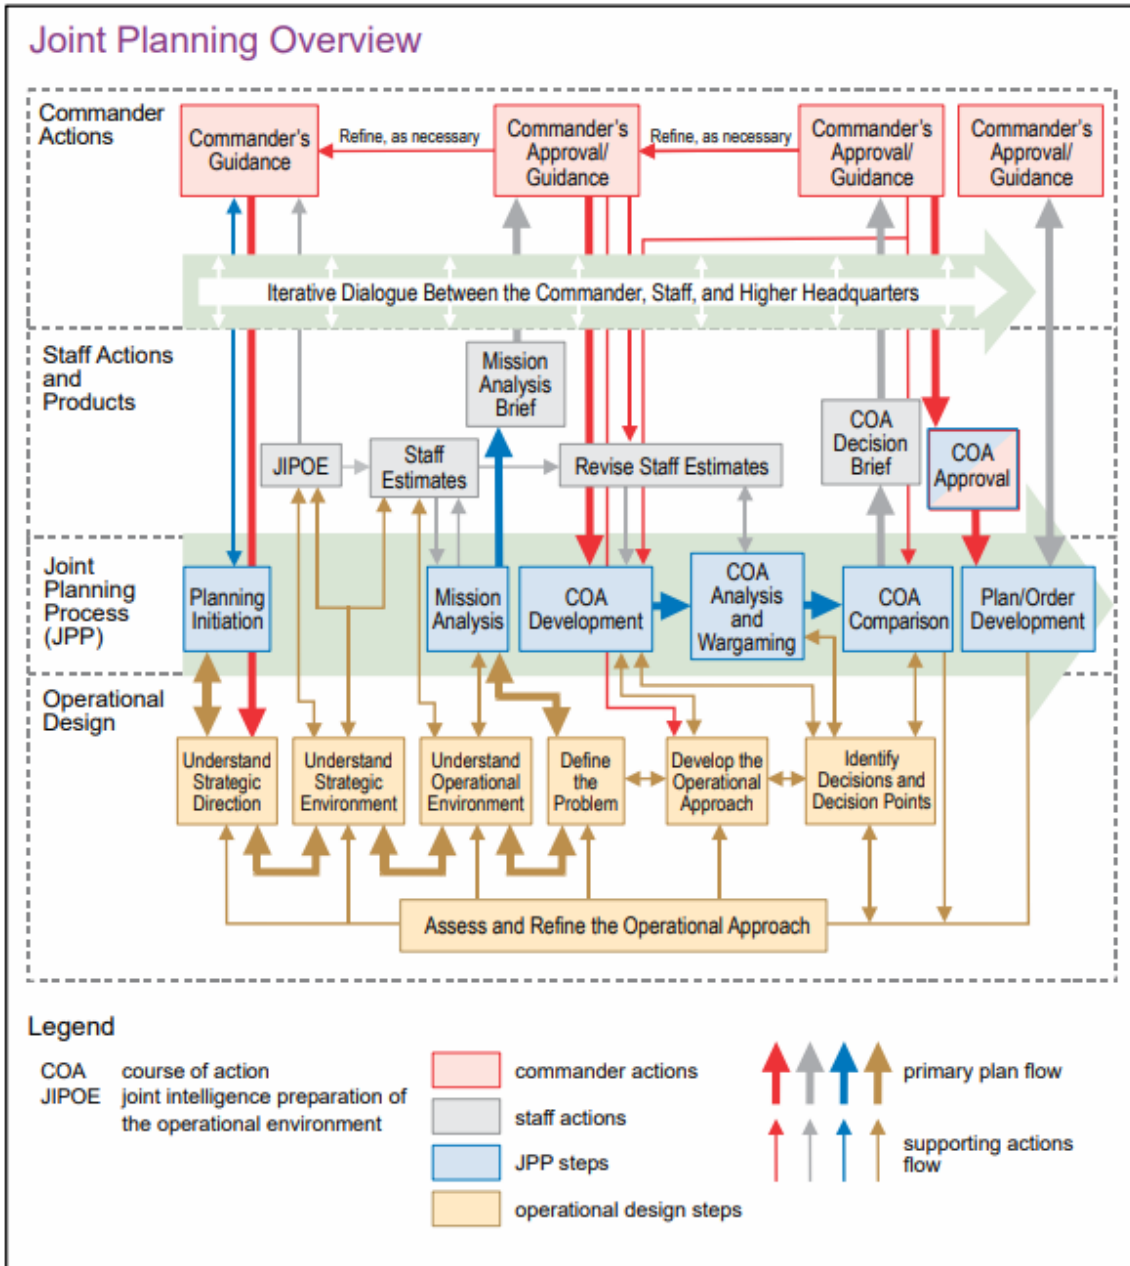 Joint Planning Overview
Commander
Actions
Commander's
Guidance
Refine, as necessary
Commander's
Approval/
Guidance
Refine, as necessary
Commander's
Approval/
Guidance
Commander's
Approval/
Guidance
Iterative Dialogue Between the Commander, Staff, and Higher Headquarters
Staff Actions
and
Products
Mission
Analysis
Brief
JIPOE
Staff
Estimates
Revise Staff Estimates
COA
Decision
Brief
COA
Approval
Joint
Planning
Process
(JPP)
Planning
Initiation
Mission
Analysis
COA
Development
COA
Analysis
and
Wargaming
COA
Comparison
Plan/Order
Development
Operational
Design
Understand
Strategic
Direction
Understand
Strategic
Environment
Understand
Operational
Environment
Define
the
Problem
Develop the
Operational
Approach
Identify
Decisions and
Decision Points
Assess and Refine the Operational Approach
Legend
COA course of action
JIPOE joint intelligence preparation of
the operational environment
commander actions
staff actions
JPP steps
operational design steps
primary plan flow
supporting actions
flow